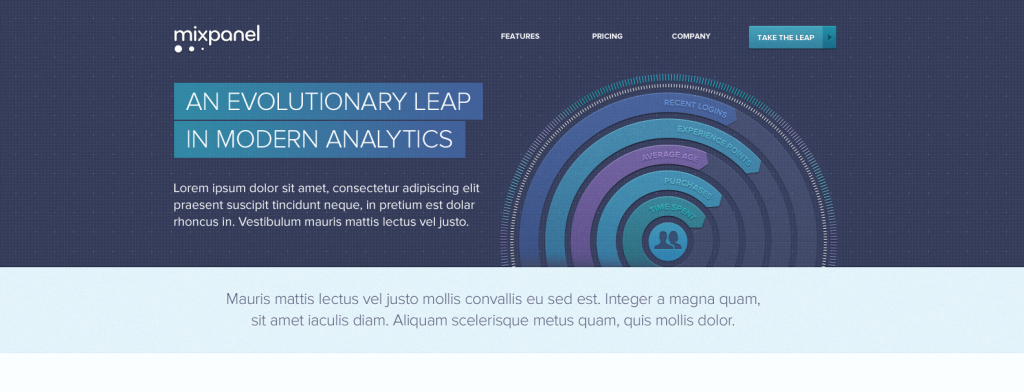 mixpanel
FEATURES
PRICING
COMPANY
TAKE THE LEAP
AN EVOLUTIONARY LEAP
IN MODERN ANALYTICS
Lorem ipsum dolor sit amet, consectetur adipiscing elit
praesent suscipit tincidunt neque, in pretium est dolar
rhoncus in. Vestibulum mauris mattis lectus vel justo.
RECENT LOGINS
EXPERIENCE POINTS
AVERAGE AGE
PURCHASES
TIME SPENT
Mauris mattis lectus vel justo mollis convallis eu sed est. Integer a magna quam,
sit amet iaculis diam. Aliquam scelerisque metus quam, quis mollis dolor.